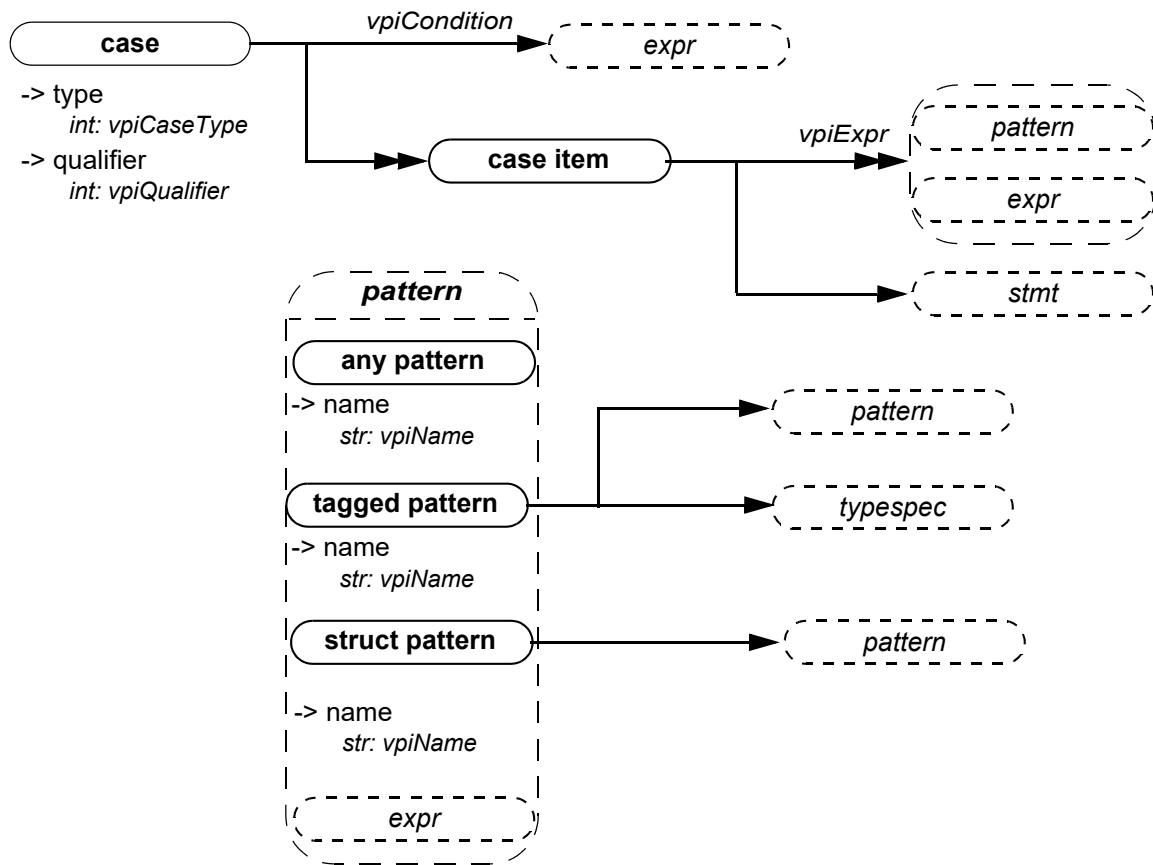 case
vpiCondition
expr
-> type
int: vpiCaseType
-> qualifier
int: vpiQualifier
case item
vpiExpr
pattern
expr
stmt
pattern
any pattern
-> name
str: vpiName
pattern
tagged pattern
typespec
-> name
str: vpiName
struct pattern
pattern
-> name
str: vpiName
expr